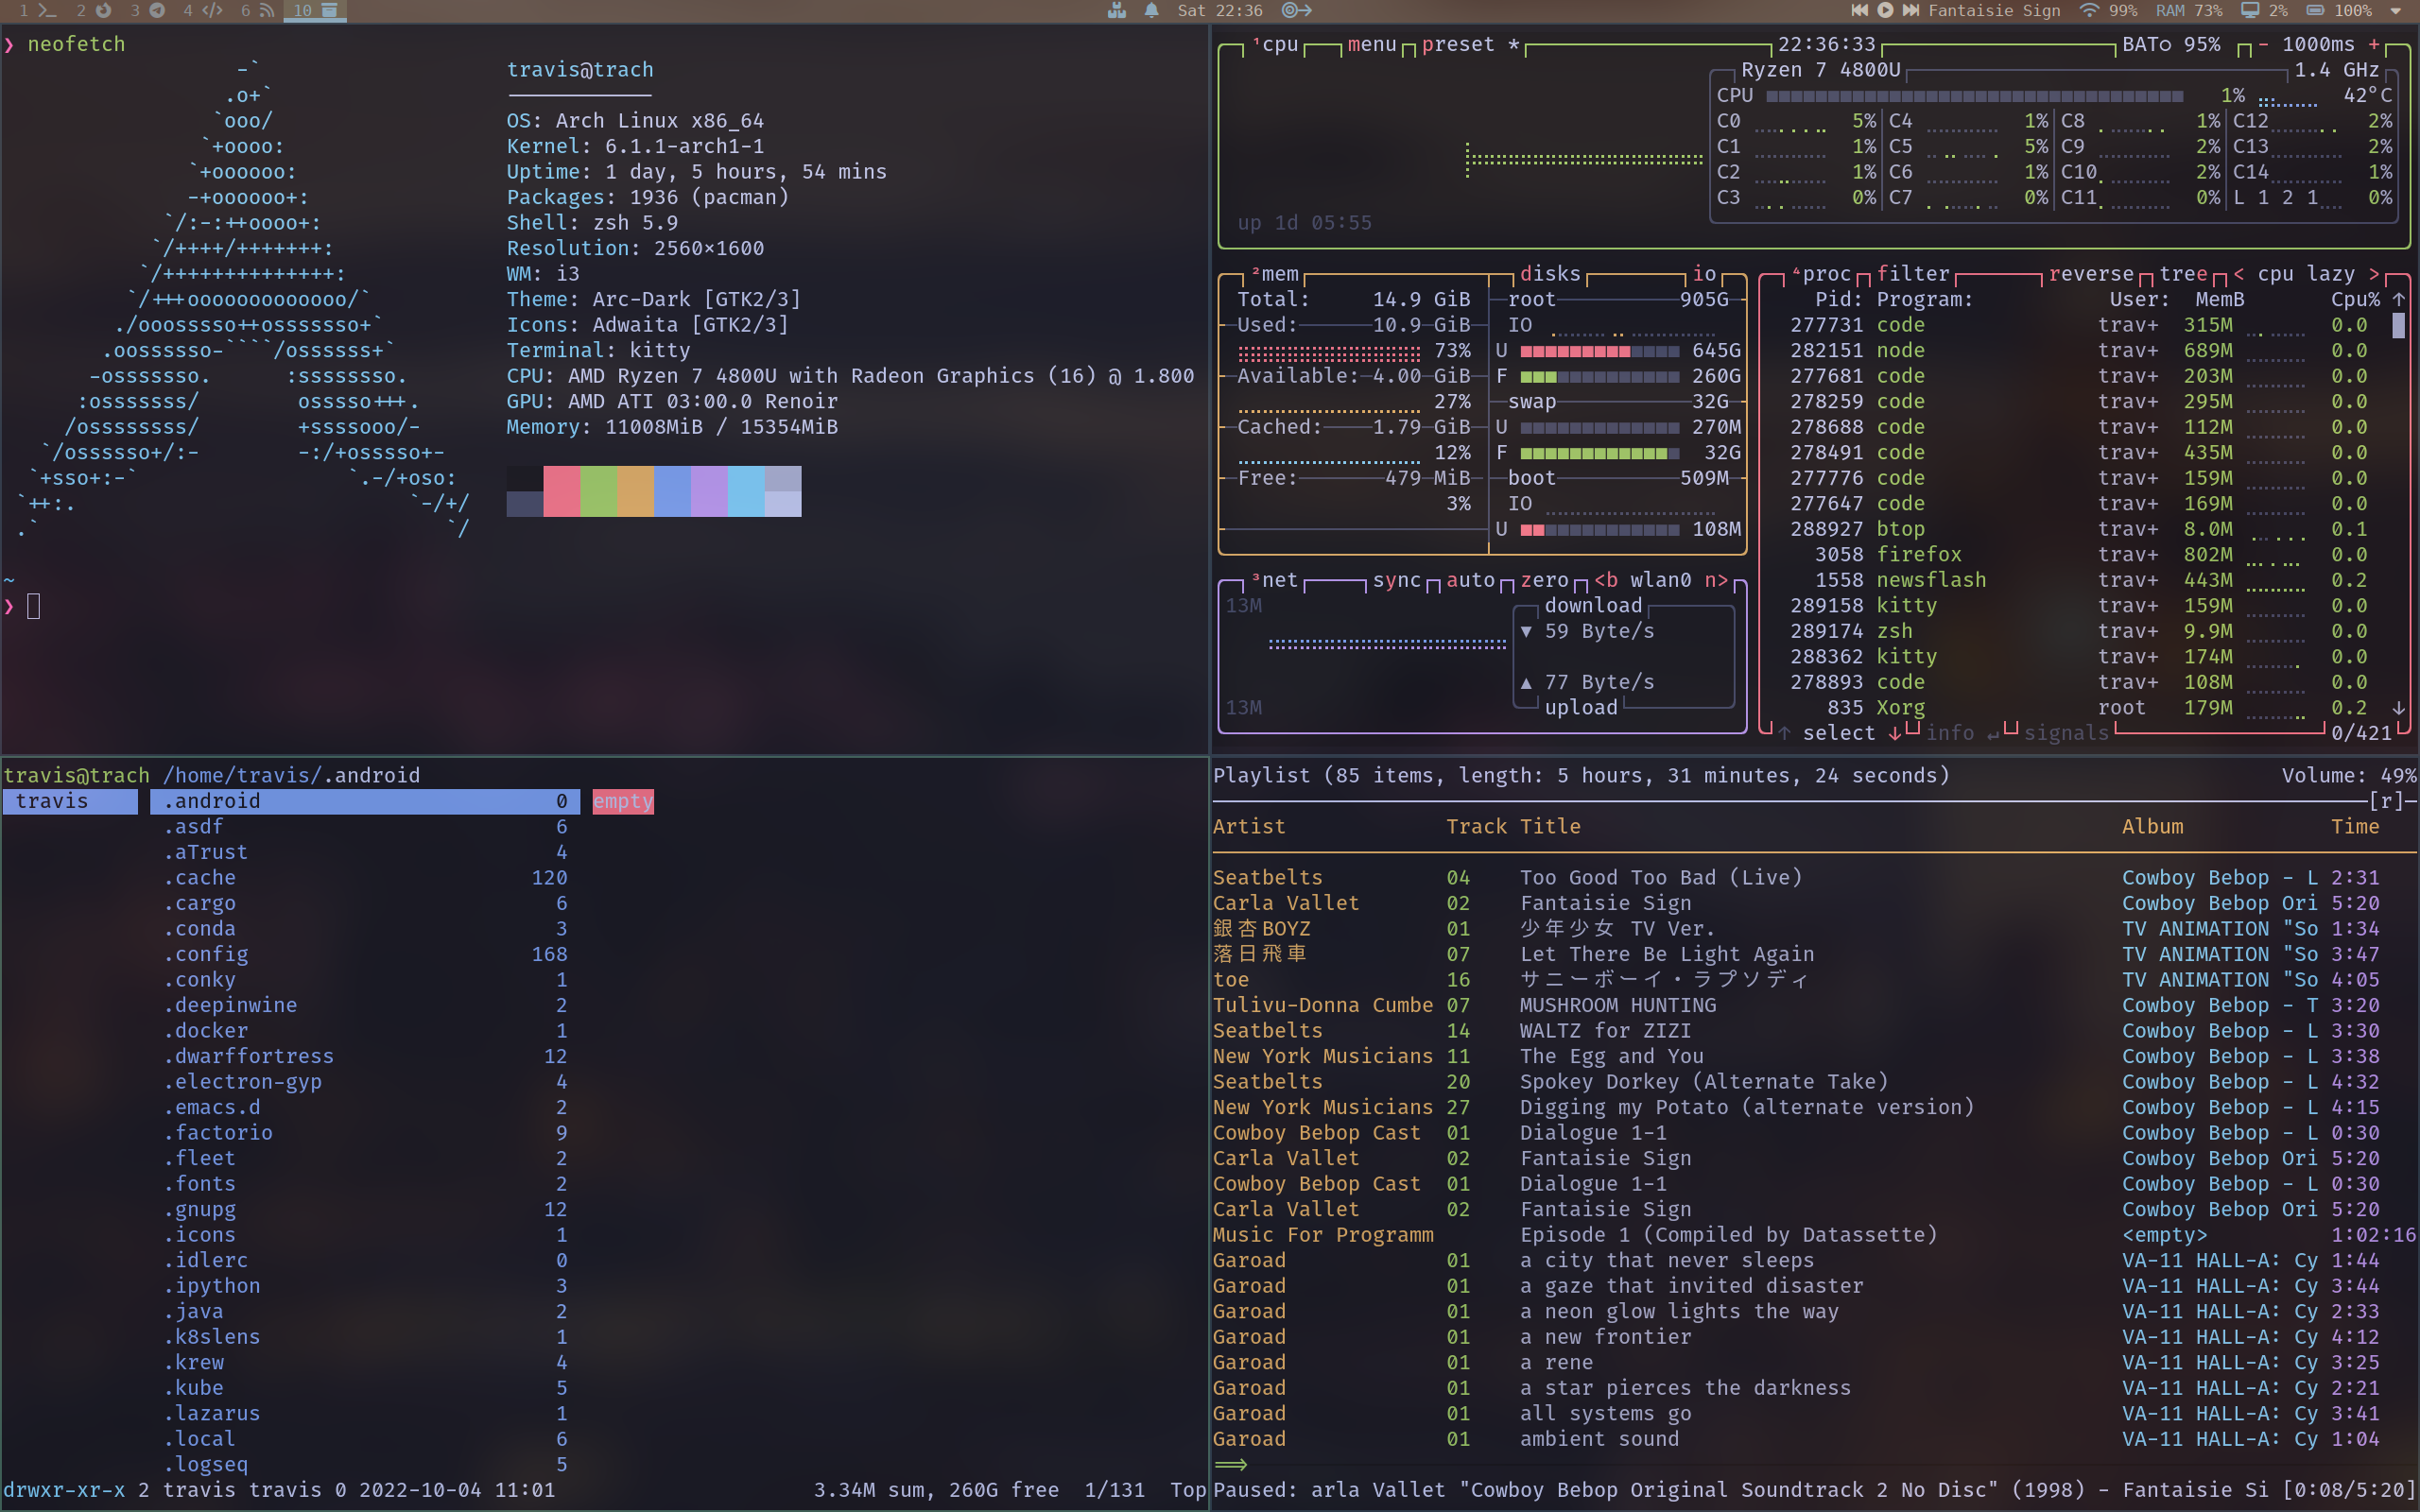 1 2 3 4 6 10 Sat 22:36 Fantaisie Sign 99% RAM 73% 2% 100%
❯ neofetch
travis@trach
OS: Arch Linux x86_64
Kernel: 6.1.1-arch1-1
Uptime: 1 day, 5 hours, 54 mins
Packages: 1936 (pacman)
Shell: zsh 5.9
Resolution: 2560×1600
WM: i3
Theme: Arc-Dark [GTK2/3]
Icons: Adwaita [GTK2/3]
Terminal: kitty
CPU: AMD Ryzen 7 4800U with Radeon Graphics (16) @ 1.800
GPU: AMD ATI 03:00.0 Renoir
Memory: 11008MiB / 15354MiB
~
❯
¹cpu menu preset * 22:36:33 BAT○ 95% - 1000ms +
Ryzen 7 4800U 1.4 GHz
CPU 1% 42°C
C0 5% C4 1% C8 1% C12 2%
C1 1% C5 5% C9 2% C13 2%
C2 1% C6 1% C10 2% C14 1%
C3 0% C7 0% C11 0% L 1 2 1 0%
up 1d 05:55
²mem disks io
Total: 14.9 GiB root 905G
Used: 10.9 GiB IO
73% U 645G
Available: 4.00 GiB F 260G
27% swap 32G
Cached: 1.79 GiB U 270M
12% F 32G
Free: 479 MiB boot 509M
3% IO
U 108M
³net sync auto zero <b wlan0 n>
13M download
▼ 59 Byte/s
▲ 77 Byte/s
13M upload
⁴proc filter reverse tree < cpu lazy >
Pid: Program: User: MemB Cpu% ↑
277731 code trav+ 315M 0.0
282151 node trav+ 689M 0.0
277681 code trav+ 203M 0.0
278259 code trav+ 295M 0.0
278688 code trav+ 112M 0.0
278491 code trav+ 435M 0.0
277776 code trav+ 159M 0.0
277647 code trav+ 169M 0.0
288927 btop trav+ 8.0M 0.1
3058 firefox trav+ 802M 0.0
1558 newsflash trav+ 443M 0.2
289158 kitty trav+ 159M 0.0
289174 zsh trav+ 9.9M 0.0
288362 kitty trav+ 174M 0.0
278893 code trav+ 108M 0.0
835 Xorg root 179M 0.2 ↓
↑ select ↓ info ↵ signals 0/421
travis@trach /home/travis/.android
travis .android 0 empty
.asdf 6
.aTrust 4
.cache 120
.cargo 6
.conda 3
.config 168
.conky 1
.deepinwine 2
.docker 1
.dwarffortress 12
.electron-gyp 4
.emacs.d 2
.factorio 9
.fleet 2
.fonts 2
.gnupg 12
.icons 1
.idlerc 0
.ipython 3
.java 2
.k8slens 1
.krew 4
.kube 5
.lazarus 1
.local 6
.logseq 5
drwxr-xr-x 2 travis travis 0 2022-10-04 11:01 3.34M sum, 260G free 1/131 Top
Playlist (85 items, length: 5 hours, 31 minutes, 24 seconds) Volume: 49%
[r]
Artist Track Title Album Time
Seatbelts 04 Too Good Too Bad (Live) Cowboy Bebop - L 2:31
Carla Vallet 02 Fantaisie Sign Cowboy Bebop Ori 5:20
銀杏BOYZ 01 少年少女 TV Ver. TV ANIMATION "So 1:34
落日飛車 07 Let There Be Light Again TV ANIMATION "So 3:47
toe 16 サニーボーイ・ラプソディ TV ANIMATION "So 4:05
Tulivu-Donna Cumbe 07 MUSHROOM HUNTING Cowboy Bebop - T 3:20
Seatbelts 14 WALTZ for ZIZI Cowboy Bebop - L 3:30
New York Musicians 11 The Egg and You Cowboy Bebop - L 3:38
Seatbelts 20 Spokey Dorkey (Alternate Take) Cowboy Bebop - L 4:32
New York Musicians 27 Digging my Potato (alternate version) Cowboy Bebop - L 4:15
Cowboy Bebop Cast 01 Dialogue 1-1 Cowboy Bebop - L 0:30
Carla Vallet 02 Fantaisie Sign Cowboy Bebop Ori 5:20
Cowboy Bebop Cast 01 Dialogue 1-1 Cowboy Bebop - L 0:30
Carla Vallet 02 Fantaisie Sign Cowboy Bebop Ori 5:20
Music For Programm Episode 1 (Compiled by Datassette) <empty> 1:02:16
Garoad 01 a city that never sleeps VA-11 HALL-A: Cy 1:44
Garoad 01 a gaze that invited disaster VA-11 HALL-A: Cy 3:44
Garoad 01 a neon glow lights the way VA-11 HALL-A: Cy 2:33
Garoad 01 a new frontier VA-11 HALL-A: Cy 4:12
Garoad 01 a rene VA-11 HALL-A: Cy 3:25
Garoad 01 a star pierces the darkness VA-11 HALL-A: Cy 2:21
Garoad 01 all systems go VA-11 HALL-A: Cy 3:41
Garoad 01 ambient sound VA-11 HALL-A: Cy 1:04
Paused: arla Vallet "Cowboy Bebop Original Soundtrack 2 No Disc" (1998) - Fantaisie Si [0:08/5:20]